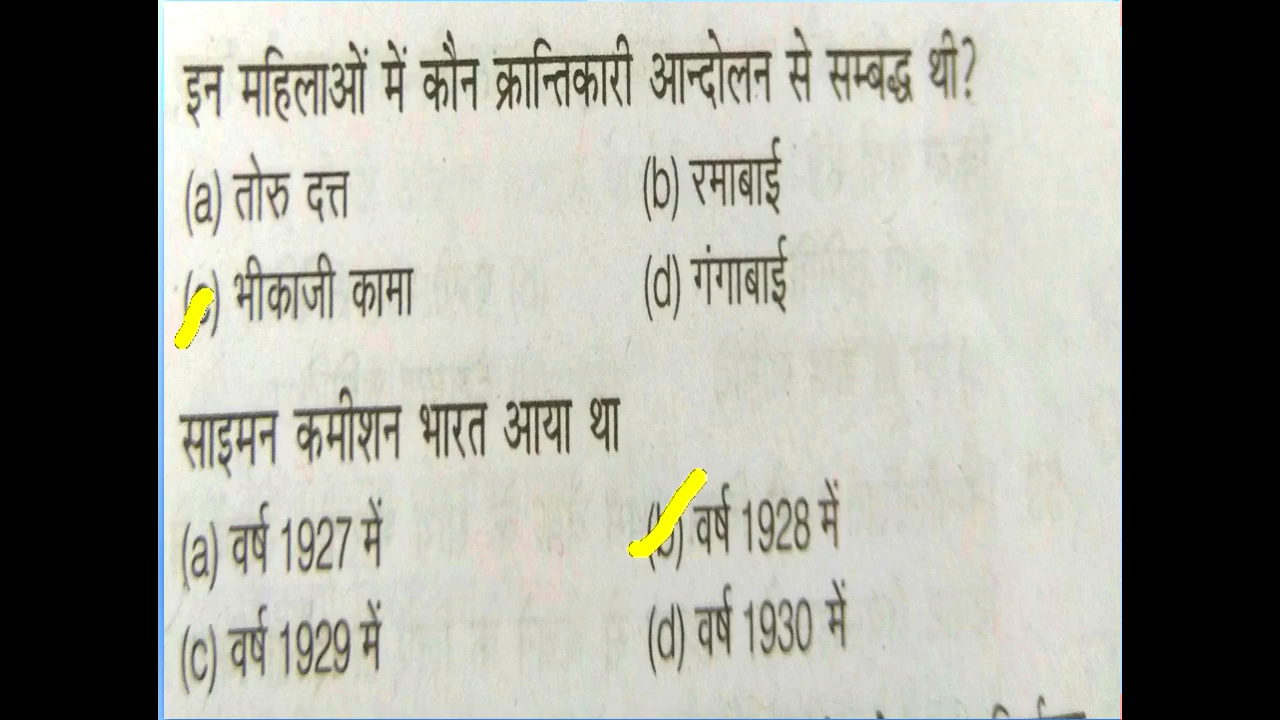 इन महिलाओं में कौन क्रान्तिकारी आन्दोलन से सम्बद्ध थी?
(a) तोरु दत्त (b) रमाबाई
(c) भीकाजी कामा (d) गंगाबाई
साइमन कमीशन भारत आया था
(a) वर्ष 1927 में (b) वर्ष 1928 में
(c) वर्ष 1929 में (d) वर्ष 1930 में